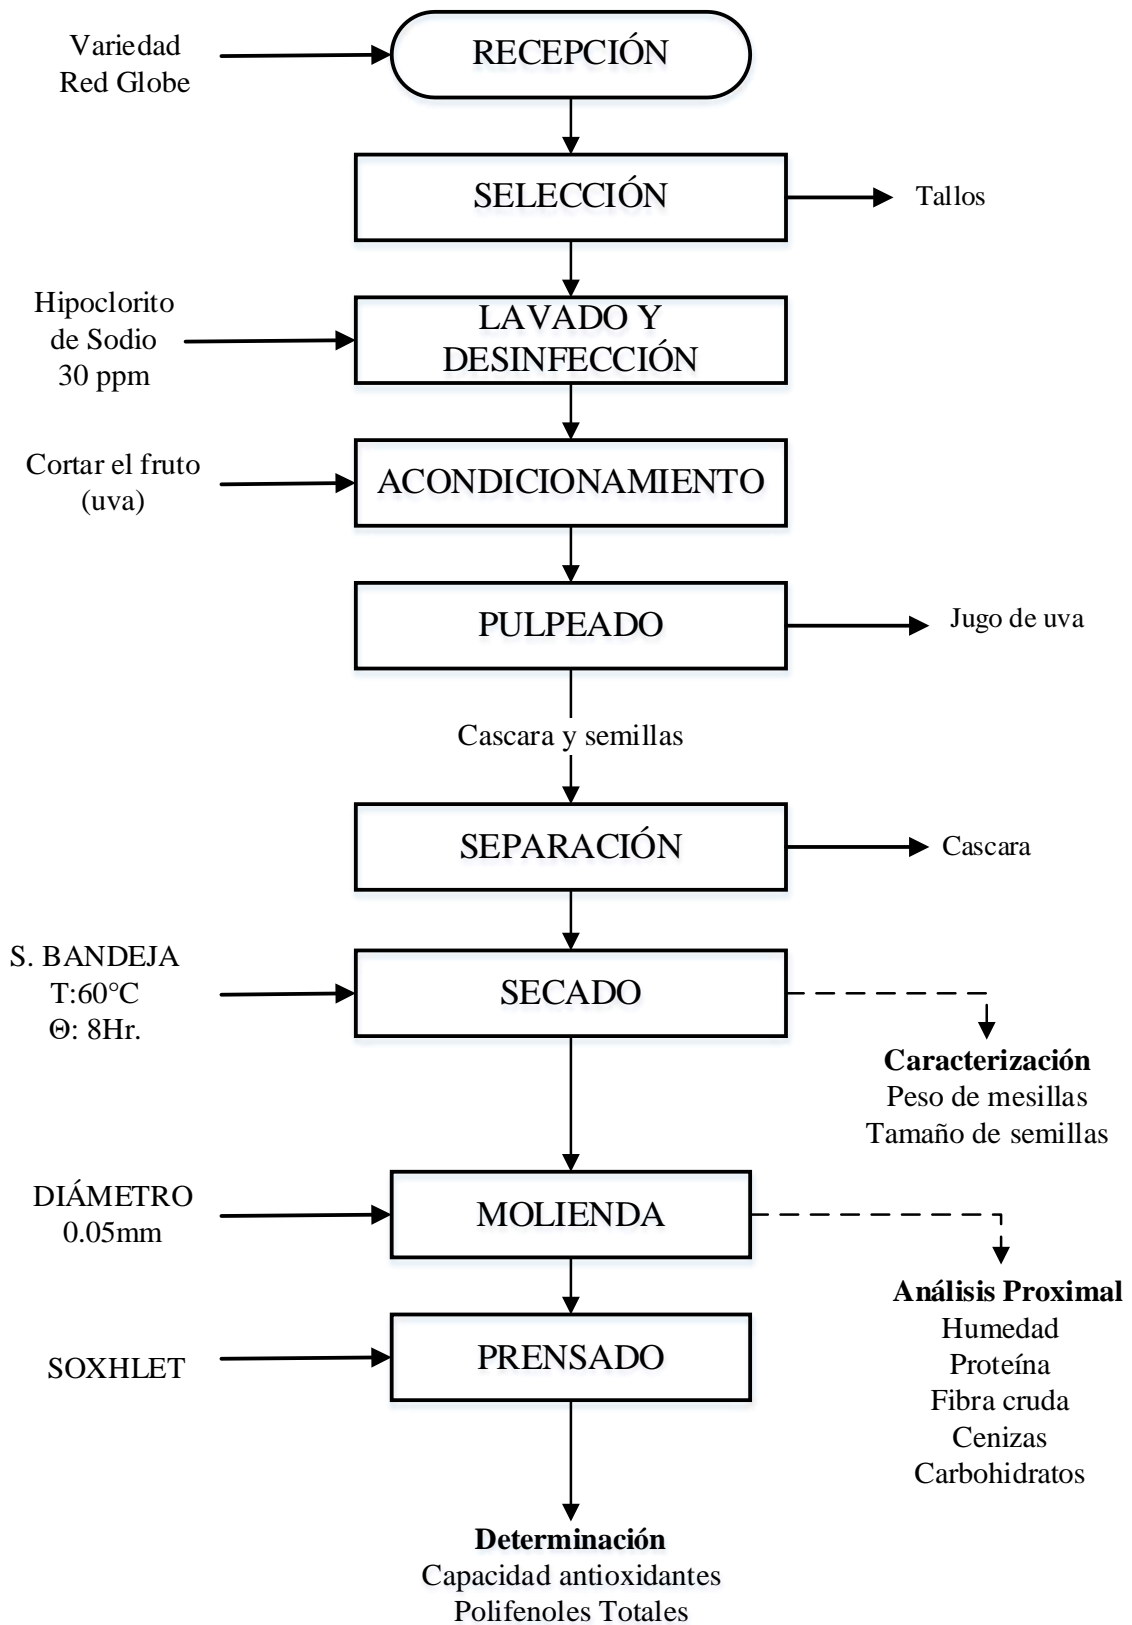 Variedad
Red Globe
RECEPCIÓN
SELECCIÓN
Tallos
Hipoclorito
de Sodio
30 ppm
LAVADO Y
DESINFECCIÓN
Cortar el fruto
(uva)
ACONDICIONAMIENTO
PULPEADO
Jugo de uva
Cascara y semillas
SEPARACIÓN
Cascara
S. BANDEJA
T:60°C
Θ: 8Hr.
SECADO
Caracterización
Peso de mesillas
Tamaño de semillas
DIÁMETRO
0.05mm
MOLIENDA
Análisis Proximal
Humedad
Proteína
Fibra cruda
Cenizas
Carbohidratos
SOXHLET
PRENSADO
Determinación
Capacidad antioxidantes
Polifenoles Totales